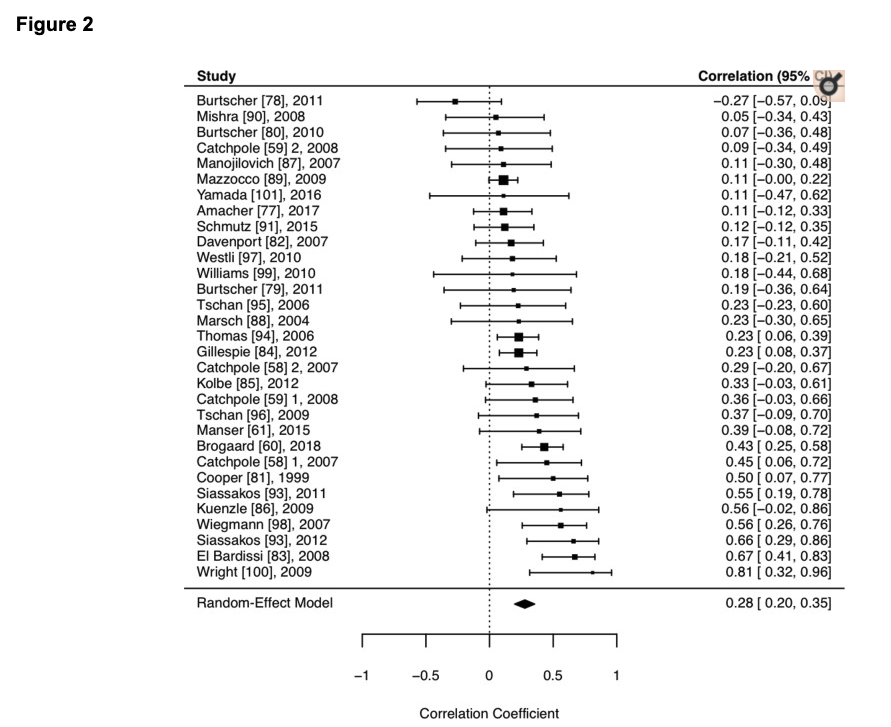 Figure 2
Study Correlation (95% CI)
Burtscher [78], 2011 −0.27 [−0.57, 0.09]
Mishra [90], 2008 0.05 [−0.34, 0.43]
Burtscher [80], 2010 0.07 [−0.36, 0.48]
Catchpole [59] 2, 2008 0.09 [−0.34, 0.49]
Manojilovich [87], 2007 0.11 [−0.30, 0.48]
Mazzocco [89], 2009 0.11 [−0.00, 0.22]
Yamada [101], 2016 0.11 [−0.47, 0.62]
Amacher [77], 2017 0.11 [−0.12, 0.33]
Schmutz [91], 2015 0.12 [−0.12, 0.35]
Davenport [82], 2007 0.17 [−0.11, 0.42]
Westli [97], 2010 0.18 [−0.21, 0.52]
Williams [99], 2010 0.18 [−0.44, 0.68]
Burtscher [79], 2011 0.19 [−0.36, 0.64]
Tschan [95], 2006 0.23 [−0.23, 0.60]
Marsch [88], 2004 0.23 [−0.30, 0.65]
Thomas [94], 2006 0.23 [ 0.06, 0.39]
Gillespie [84], 2012 0.23 [ 0.08, 0.37]
Catchpole [58] 2, 2007 0.29 [−0.20, 0.67]
Kolbe [85], 2012 0.33 [−0.03, 0.61]
Catchpole [59] 1, 2008 0.36 [−0.03, 0.66]
Tschan [96], 2009 0.37 [−0.09, 0.70]
Manser [61], 2015 0.39 [−0.08, 0.72]
Brogaard [60], 2018 0.43 [ 0.25, 0.58]
Catchpole [58] 1, 2007 0.45 [ 0.06, 0.72]
Cooper [81], 1999 0.50 [ 0.07, 0.77]
Siassakos [93], 2011 0.55 [ 0.19, 0.78]
Kuenzle [86], 2009 0.56 [−0.02, 0.86]
Wiegmann [98], 2007 0.56 [ 0.26, 0.76]
Siassakos [93], 2012 0.66 [ 0.29, 0.86]
El Bardissi [83], 2008 0.67 [ 0.41, 0.83]
Wright [100], 2009 0.81 [ 0.32, 0.96]
Random-Effect Model 0.28 [ 0.20, 0.35]
−1 −0.5 0 0.5 1
Correlation Coefficient